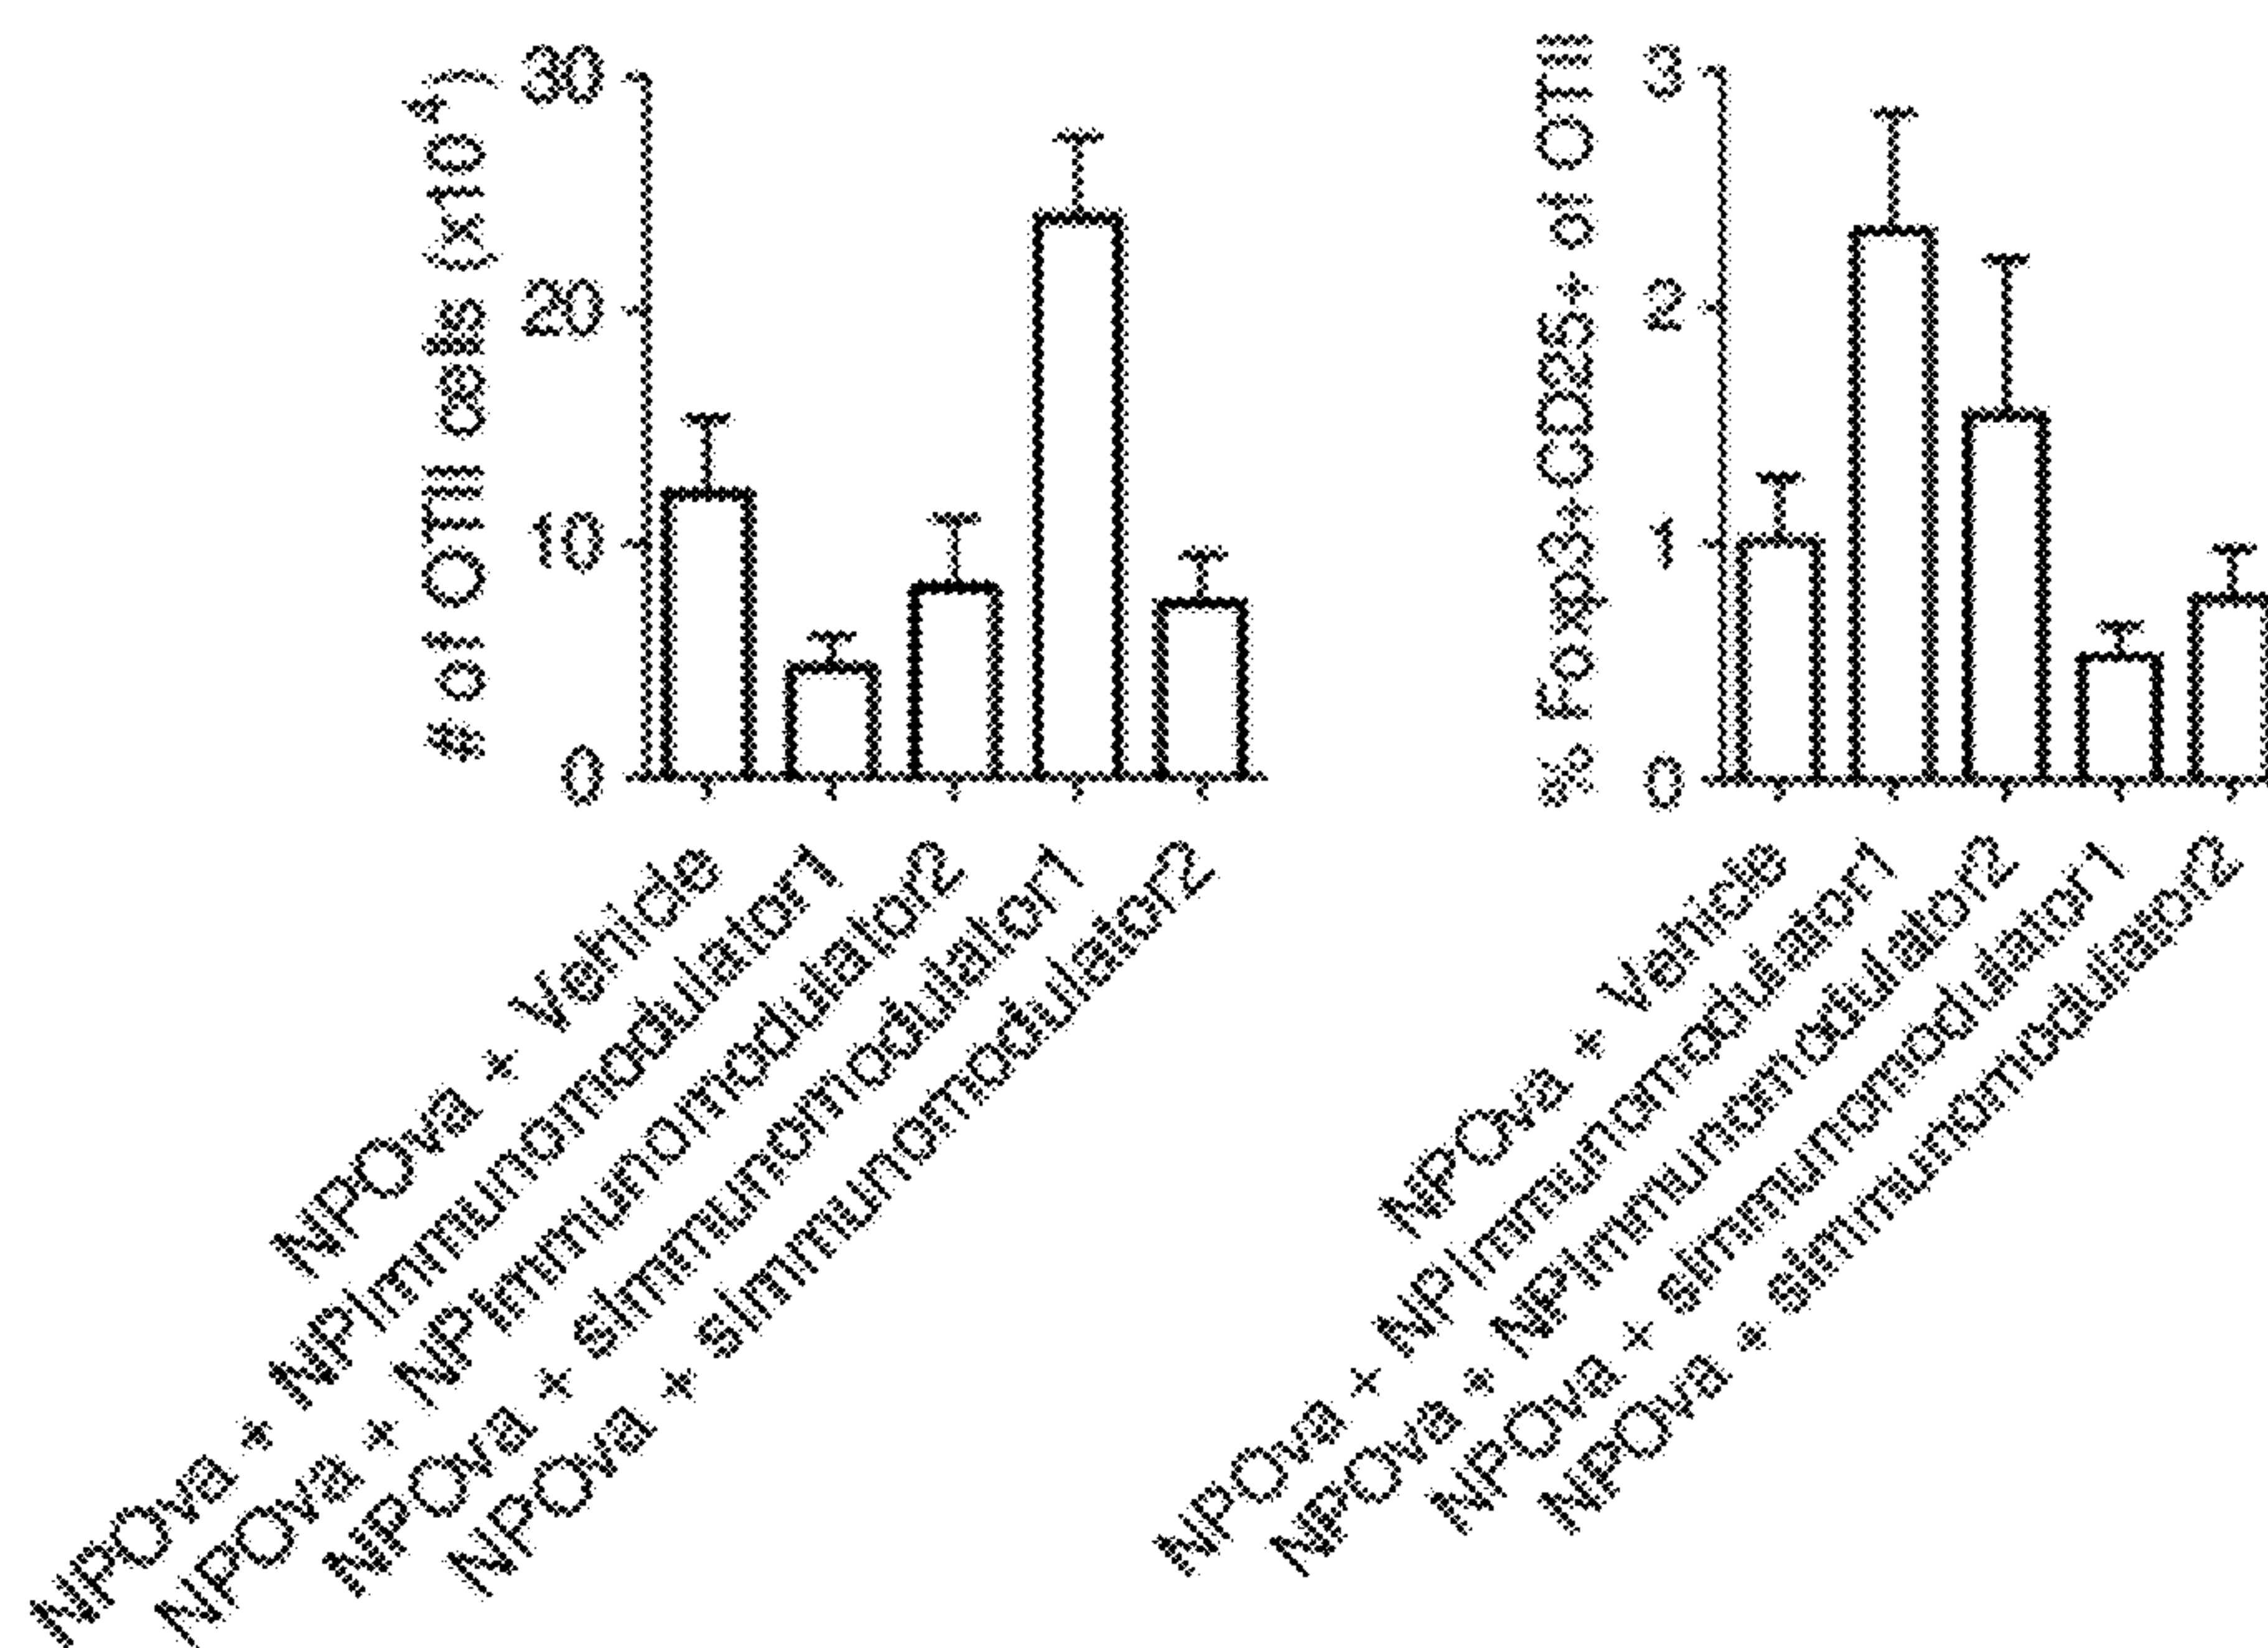 # of OTII cells (x10⁴)
30
20
10
0
NPOva + Vehicle
NPOva + NPImmunomodulator1
NPOva + NPImmunomodulator2
NPOva + sImmunomodulator1
NPOva + sImmunomodulator2
% Foxp3+CD25+ of OTII
3
2
1
0
NPOva + Vehicle
NPOva + NPImmunomodulator1
NPOva + NPImmunomodulator2
NPOva + sImmunomodulator1
NPOva + sImmunomodulator2